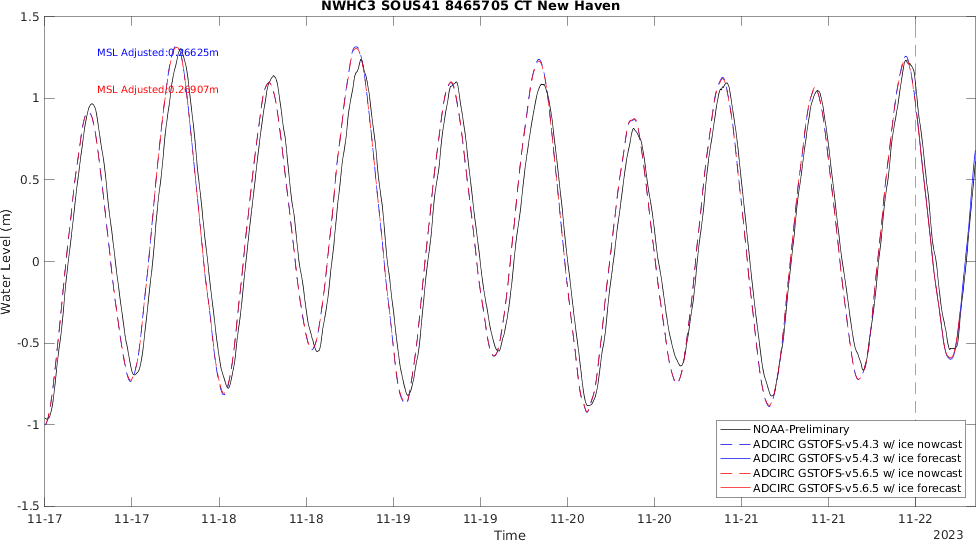 NWHC3 SOUS41 8465705 CT New Haven
MSL Adjusted:0.26625m
MSL Adjusted:0.26907m
Water Level (m)
1.5
1
0.5
0
-0.5
-1
-1.5
NOAA-Preliminary
ADCIRC GSTOFS-v5.4.3 w/ ice nowcast
ADCIRC GSTOFS-v5.4.3 w/ ice forecast
ADCIRC GSTOFS-v5.6.5 w/ ice nowcast
ADCIRC GSTOFS-v5.6.5 w/ ice forecast
11-17 11-17 11-18 11-18 11-19 11-19 11-20 11-20 11-21 11-21 11-22
Time
2023